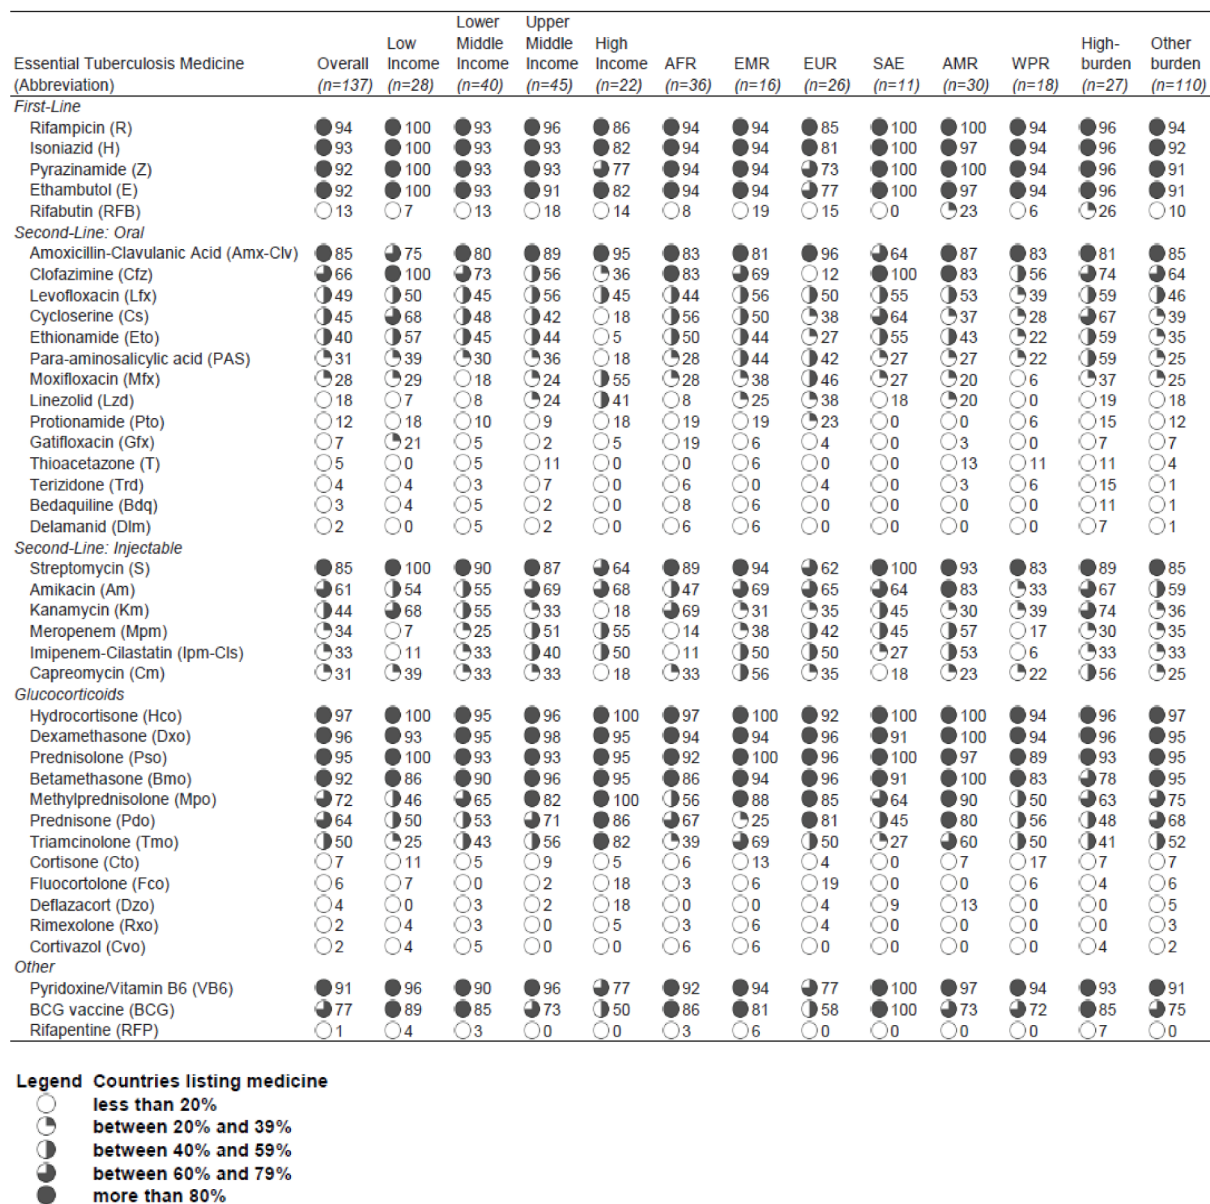 Essential Tuberculosis Medicine (Abbreviation) Overall (n=137) Low Income (n=28) Lower Middle Income (n=40) Upper Middle Income (n=45) High Income (n=22) AFR (n=36) EMR (n=16) EUR (n=26) SAE (n=11) AMR (n=30) WPR (n=18) High-burden (n=27) Other burden (n=110)
First-Line
Rifampicin (R) 94 100 93 96 86 94 94 85 100 100 94 96 94
Isoniazid (H) 93 100 93 93 82 94 94 81 100 97 94 96 92
Pyrazinamide (Z) 92 100 93 93 77 94 94 73 100 100 94 96 91
Ethambutol (E) 92 100 93 91 82 94 94 77 100 97 94 96 91
Rifabutin (RFB) 13 7 13 18 14 8 19 15 0 23 6 26 10
Second-Line: Oral
Amoxicillin-Clavulanic Acid (Amx-Clv) 85 75 80 89 95 83 81 96 64 87 83 81 85
Clofazimine (Cfz) 66 100 73 56 36 83 69 12 100 83 56 74 64
Levofloxacin (Lfx) 49 50 45 56 45 44 56 50 55 53 39 59 46
Cycloserine (Cs) 45 68 48 42 18 56 50 38 64 37 28 67 39
Ethionamide (Eto) 40 57 45 44 5 50 44 27 55 43 22 59 35
Para-aminosalicylic acid (PAS) 31 39 30 36 18 28 44 42 27 27 22 59 25
Moxifloxacin (Mfx) 28 29 18 24 55 28 38 46 27 20 6 37 25
Linezolid (Lzd) 18 7 8 24 41 8 25 38 18 20 0 19 18
Protionamide (Pto) 12 18 10 9 18 19 19 23 0 0 6 15 12
Gatifloxacin (Gfx) 7 21 5 2 5 19 6 4 0 3 0 7 7
Thioacetazone (T) 5 0 5 11 0 0 6 0 0 13 11 11 4
Terizidone (Trd) 4 4 3 7 0 6 0 4 0 3 6 15 1
Bedaquiline (Bdq) 3 4 5 2 0 8 6 0 0 0 0 11 1
Delamanid (Dlm) 2 0 5 2 0 6 6 0 0 0 0 7 1
Second-Line: Injectable
Streptomycin (S) 85 100 90 87 64 89 94 62 100 93 83 89 85
Amikacin (Am) 61 54 55 69 68 47 69 65 64 83 33 67 59
Kanamycin (Km) 44 68 55 33 18 69 31 35 45 30 39 74 36
Meropenem (Mpm) 34 7 25 51 55 14 38 42 45 57 17 30 35
Imipenem-Cilastatin (Ipm-Cls) 33 11 33 40 50 11 50 50 27 53 6 33 33
Capreomycin (Cm) 31 39 33 33 18 33 56 35 18 23 22 56 25
Glucocorticoids
Hydrocortisone (Hco) 97 100 95 96 100 97 100 92 100 100 94 96 97
Dexamethasone (Dxo) 96 93 95 98 95 94 94 96 91 100 94 96 95
Prednisolone (Pso) 95 100 93 93 95 92 100 96 100 97 89 93 95
Betamethasone (Bmo) 92 86 90 96 95 86 94 96 91 100 83 78 95
Methylprednisolone (Mpo) 72 46 65 82 100 56 88 85 64 90 50 63 75
Prednisone (Pdo) 64 50 53 71 86 67 25 81 45 80 56 48 68
Triamcinolone (Tmo) 50 25 43 56 82 39 69 50 27 60 50 41 52
Cortisone (Cto) 7 11 5 9 5 6 13 4 0 7 17 7 7
Fluocortolone (Fco) 6 7 0 2 18 3 6 19 0 0 6 4 6
Deflazacort (Dzo) 4 0 3 2 18 0 0 4 9 13 0 0 5
Rimexolone (Rxo) 2 4 3 0 5 3 6 4 0 0 0 0 3
Cortivazol (Cvo) 2 4 5 0 0 6 6 0 0 0 0 4 2
Other
Pyridoxine/Vitamin B6 (VB6) 91 96 90 96 77 92 94 77 100 97 94 93 91
BCG vaccine (BCG) 77 89 85 73 50 86 81 58 100 73 72 85 75
Rifapentine (RFP) 1 4 3 0 0 3 6 0 0 0 0 7 0
Legend Countries listing medicine
less than 20%
between 20% and 39%
between 40% and 59%
between 60% and 79%
more than 80%